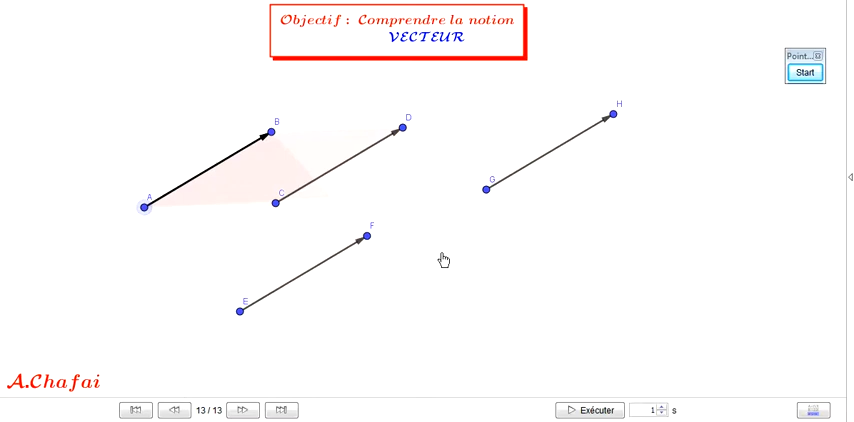 Objectif : Comprendre la notion
VECTEUR
Point...
Start
H
B
D
G
A
C
F
E
A.Chafai
13 / 13
Exécuter
1 s